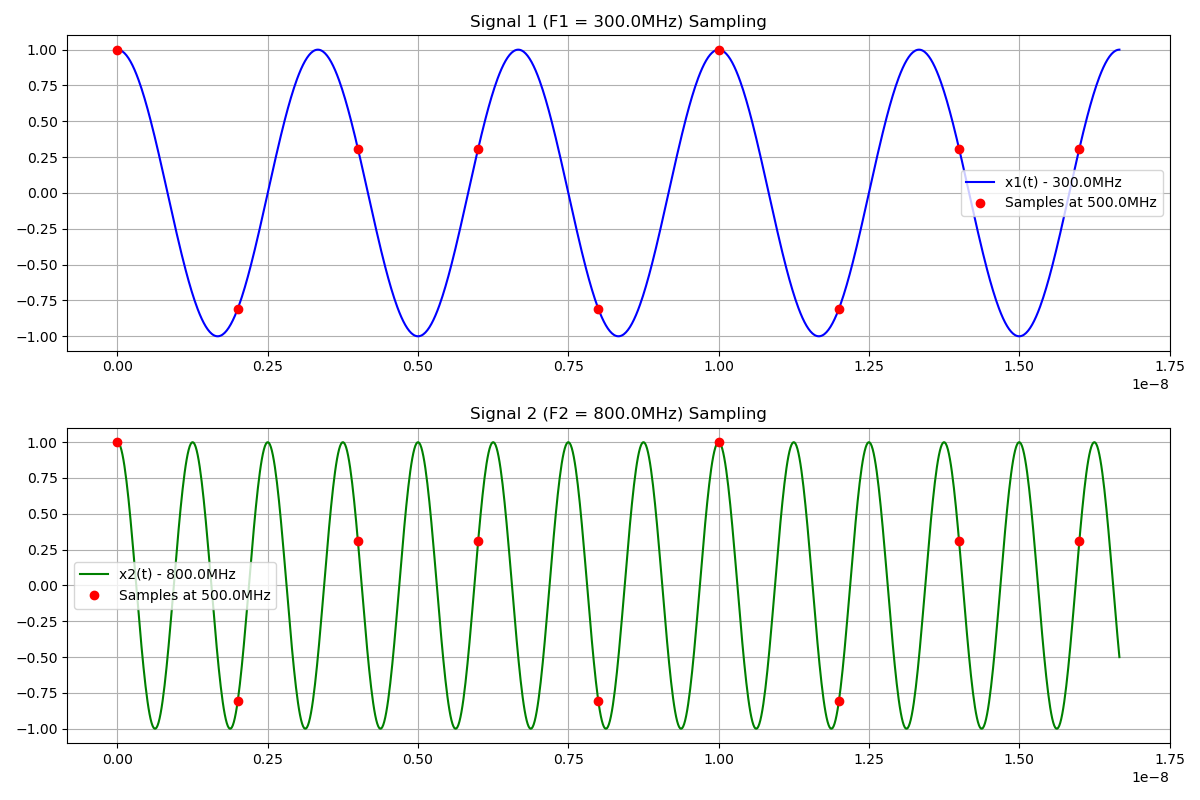 Signal 1 (F1 = 300.0MHz) Sampling
1.00
0.75
0.50
0.25
0.00
−0.25
−0.50
−0.75
−1.00
x1(t) - 300.0MHz
Samples at 500.0MHz
0.00 0.25 0.50 0.75 1.00 1.25 1.50 1.75
1e−8
Signal 2 (F2 = 800.0MHz) Sampling
1.00
0.75
0.50
0.25
0.00
−0.25
−0.50
−0.75
−1.00
x2(t) - 800.0MHz
Samples at 500.0MHz
0.00 0.25 0.50 0.75 1.00 1.25 1.50 1.75
1e−8